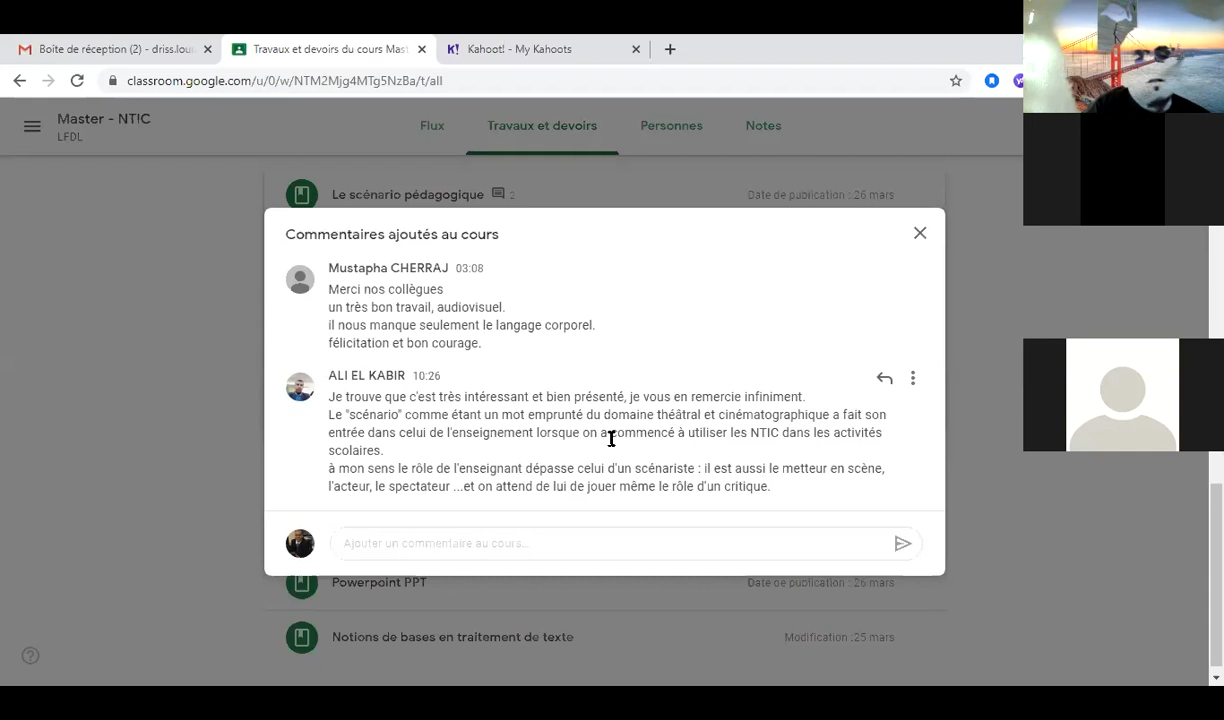 Boite de réception (2) - driss.lour
Travaux et devoirs du cours Mast
Kahoot! - My Kahoots
classroom.google.com/u/0/w/NTM2Mjg4MTg5NzBa/t/all
Master - NTIC
LFDL
Flux
Travaux et devoirs
Personnes
Notes
Le scénario pédagogique
2
Date de publication : 26 mars
Commentaires ajoutés au cours
Mustapha CHERRAJ 03:08
Merci nos collègues
un très bon travail, audiovisuel.
il nous manque seulement le langage corporel.
félicitation et bon courage.
ALI EL KABIR 10:26
Je trouve que c'est très intéressant et bien présenté, je vous en remercie infiniment.
Le "scénario" comme étant un mot emprunté du domaine théâtral et cinématographique a fait son
entrée dans celui de l'enseignement lorsque on a commencé à utiliser les NTIC dans les activités
scolaires.
à mon sens le rôle de l'enseignant dépasse celui d'un scénariste : il est aussi le metteur en scène,
l'acteur, le spectateur ...et on attend de lui de jouer même le rôle d'un critique.
Ajouter un commentaire au cours...
Powerpoint PPT
Date de publication : 26 mars
Notions de bases en traitement de texte
Modification :25 mars